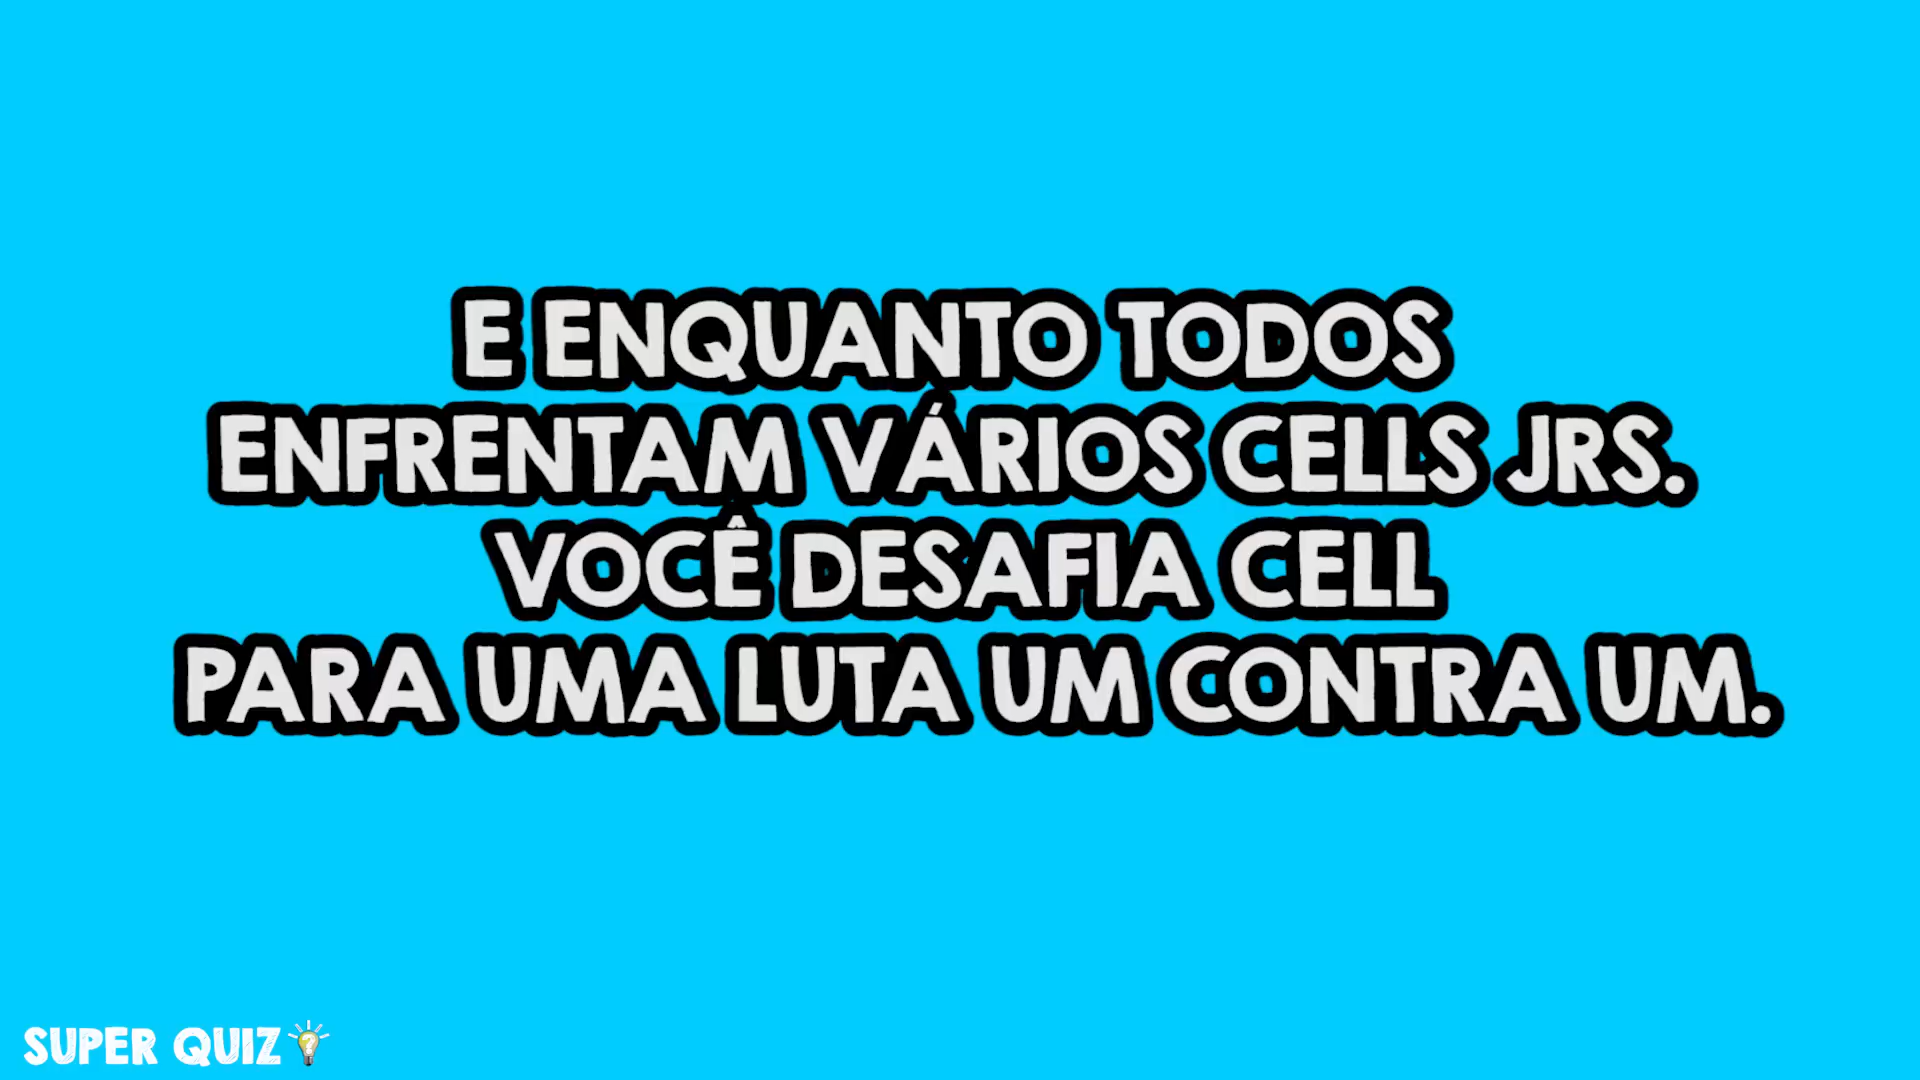 E ENQUANTO TODOS
ENFRENTAM VÁRIOS CELLS JRS.
VOCÊ DESAFIA CELL
PARA UMA LUTA UM CONTRA UM.
SUPER QUIZ